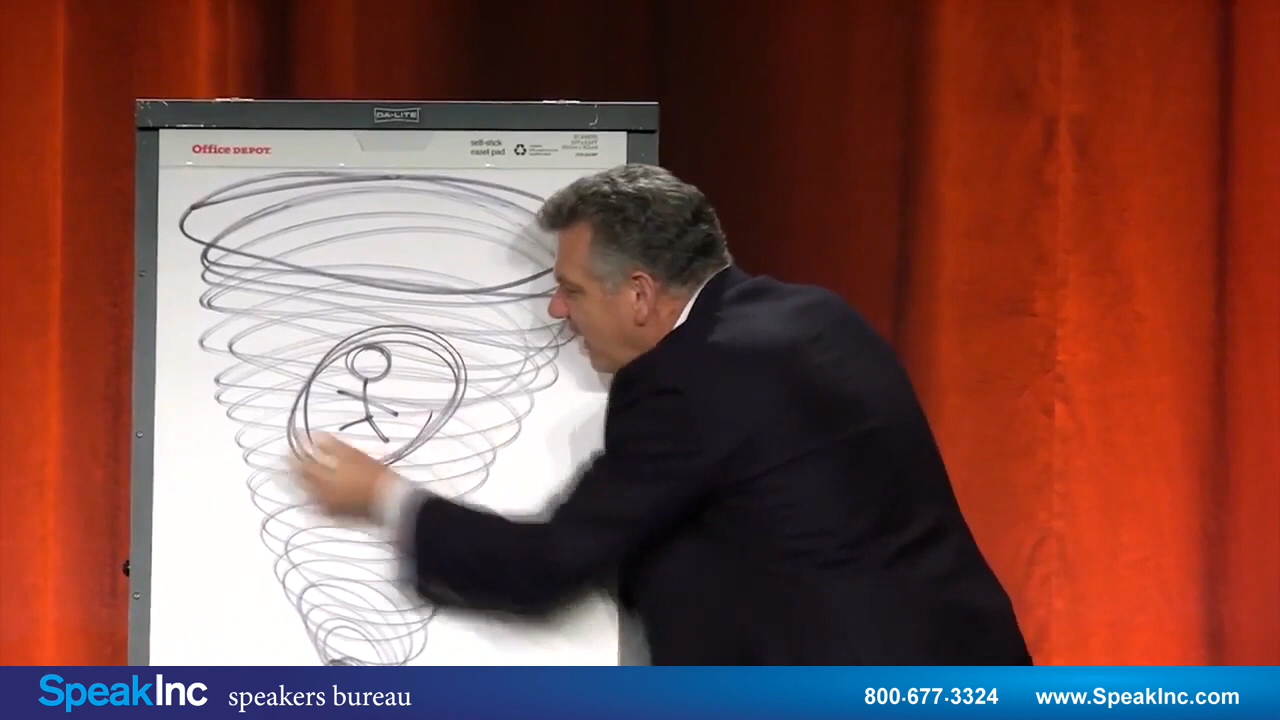 DA-LITE
Office DEPOT.
self-stick
easel pad
SpeakInc speakers bureau
800-677-3324 www.SpeakInc.com